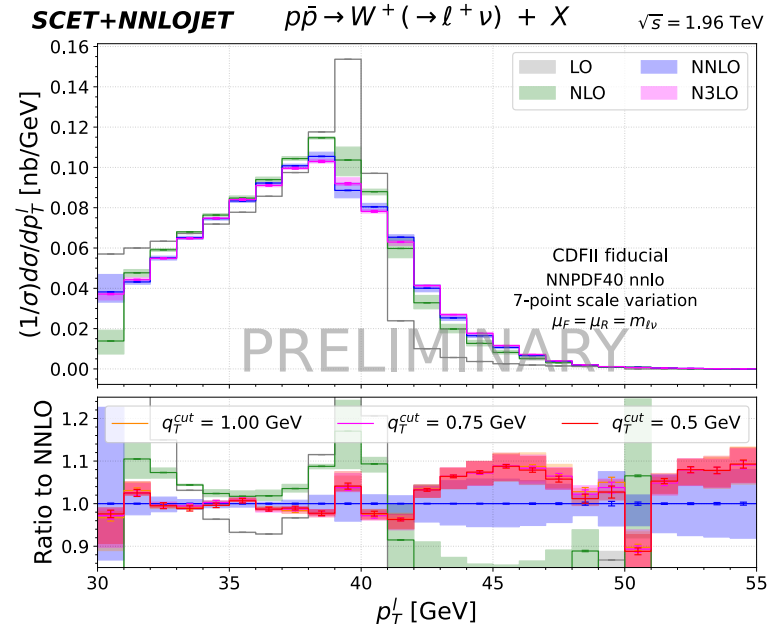 SCET+NNLOJET
pp̄ → W⁺(→ ℓ⁺ν) + X
√s = 1.96 TeV
LO
NLO
NNLO
N3LO
(1/σ)dσ/dp_T^l [nb/GeV]
0.16
0.14
0.12
0.10
0.08
0.06
0.04
0.02
0.00
CDFII fiducial
NNPDF40 nnlo
7-point scale variation
μ_F = μ_R = m_ℓν
PRELIMINARY
Ratio to NNLO
1.2
1.1
1.0
0.9
q_T^cut = 1.00 GeV
q_T^cut = 0.75 GeV
q_T^cut = 0.5 GeV
30
35
40
45
50
55
p_T^l [GeV]